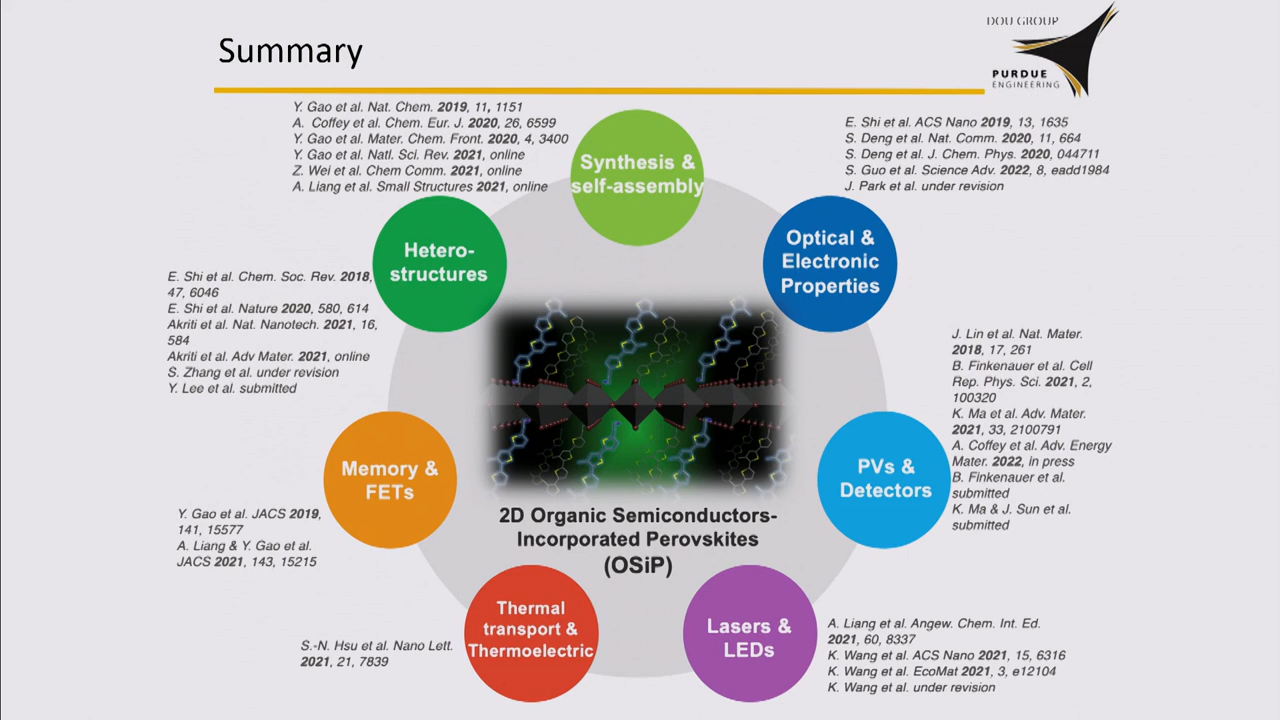 Summary
DOU GROUP
PURDUE
ENGINEERING
Y. Gao et al. Nat. Chem. 2019, 11, 1151
A. Coffey et al. Chem. Eur. J. 2020, 26, 6599
Y. Gao et al. Mater. Chem. Front. 2020, 4, 3400
Y. Gao et al. Natl. Sci. Rev. 2021, online
Z. Wei et al. Chem Comm. 2021, online
A. Liang et al. Small Structures 2021, online
Synthesis &
self-assembly
E. Shi et al. ACS Nano 2019, 13, 1635
S. Deng et al. Nat. Comm. 2020, 11, 664
S. Deng et al. J. Chem. Phys. 2020, 044711
S. Guo et al. Science Adv. 2022, 8, eadd1984
J. Park et al. under revision
Hetero-
structures
Optical &
Electronic
Properties
E. Shi et al. Chem. Soc. Rev. 2018,
47, 6046
E. Shi et al. Nature 2020, 580, 614
Akriti et al. Nat. Nanotech. 2021, 16,
584
Akriti et al. Adv Mater. 2021, online
S. Zhang et al. under revision
Y. Lee et al. submitted
J. Lin et al. Nat. Mater.
2018, 17, 261
B. Finkenauer et al. Cell
Rep. Phys. Sci. 2021, 2,
100320
K. Ma et al. Adv. Mater.
2021, 33, 2100791
A. Coffey et al. Adv. Energy
Mater. 2022, in press
B. Finkenauer et al.
submitted
K. Ma & J. Sun et al.
submitted
Memory &
FETs
PVs &
Detectors
Y. Gao et al. JACS 2019,
141, 15577
A. Liang & Y. Gao et al.
JACS 2021, 143, 15215
2D Organic Semiconductors-
Incorporated Perovskites
(OSiP)
Thermal
transport &
Thermoelectric
Lasers &
LEDs
S.-N. Hsu et al. Nano Lett.
2021, 21, 7839
A. Liang et al. Angew. Chem. Int. Ed.
2021, 60, 8337
K. Wang et al. ACS Nano 2021, 15, 6316
K. Wang et al. EcoMat 2021, 3, e12104
K. Wang et al. under revision